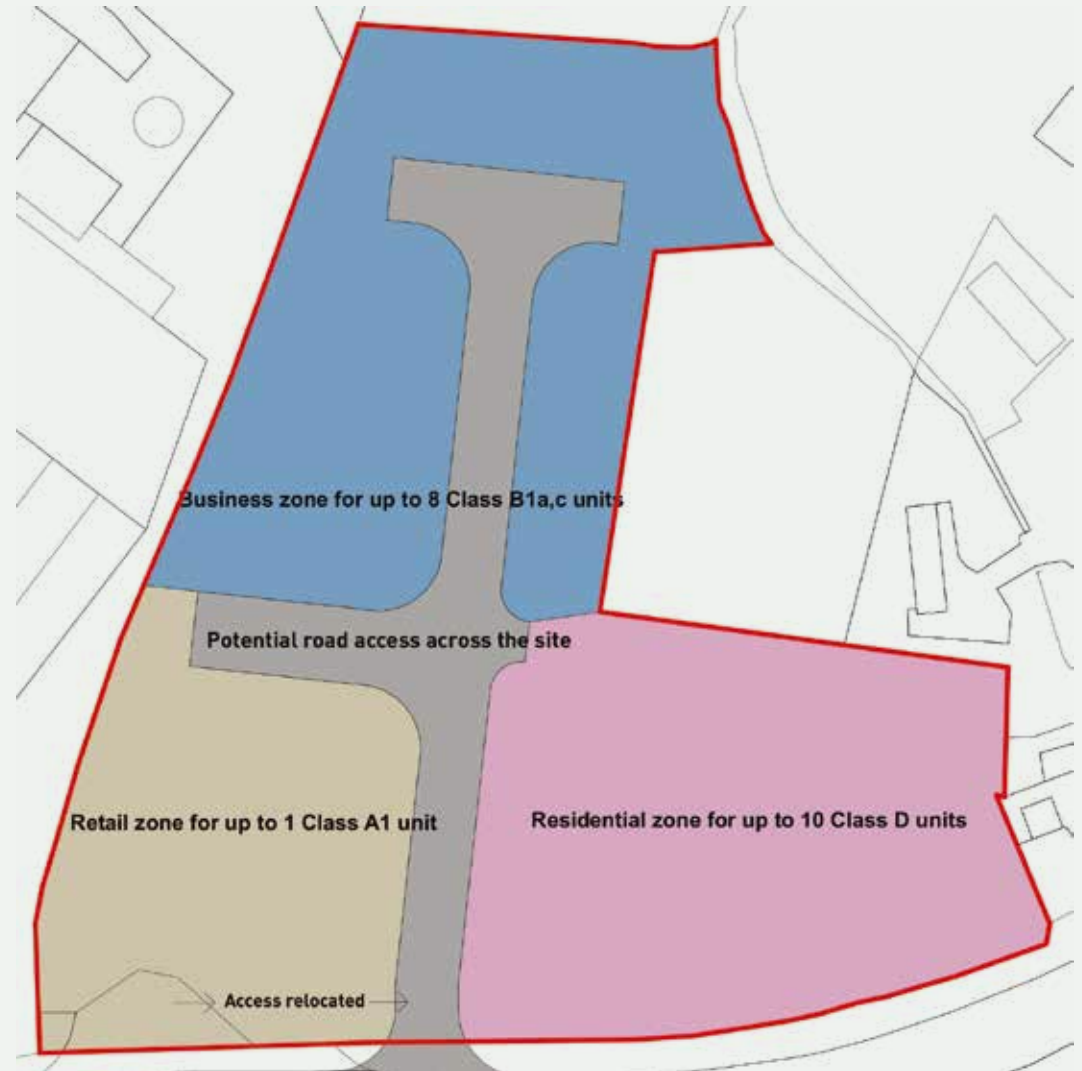 Business zone for up to 8 Class B1a,c units
Potential road access across the site
Retail zone for up to 1 Class A1 unit
Residential zone for up to 10 Class D units
Access relocated